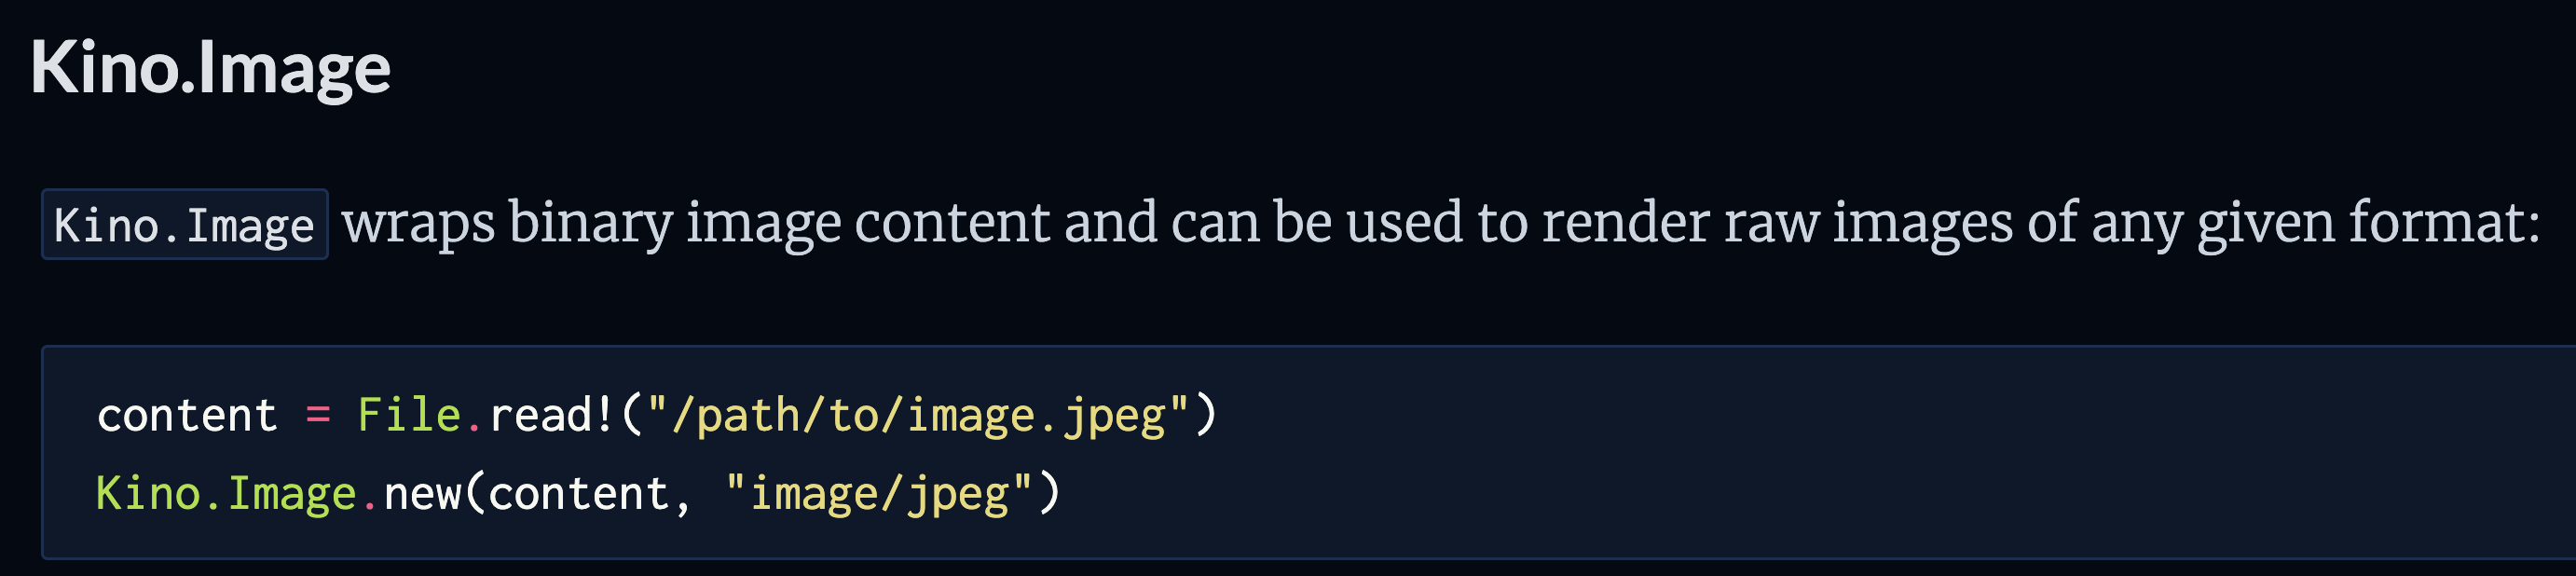 Kino.Image
Kino.Image wraps binary image content and can be used to render raw images of any given format:
content = File.read!("/path/to/image.jpeg")
Kino.Image.new(content, "image/jpeg")